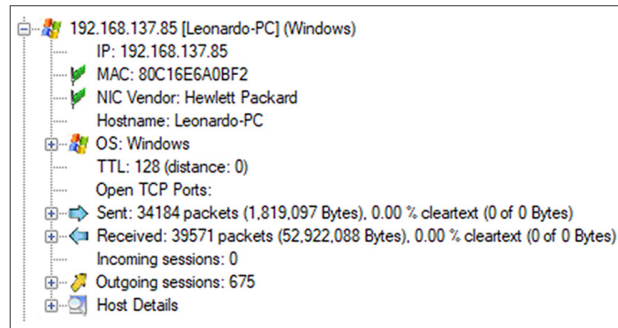 192.168.137.85 [Leonardo-PC] (Windows)
IP: 192.168.137.85
MAC: 80C16E6A0BF2
NIC Vendor: Hewlett Packard
Hostname: Leonardo-PC
OS: Windows
TTL: 128 (distance: 0)
Open TCP Ports:
Sent: 34184 packets (1,819,097 Bytes), 0.00 % cleartext (0 of 0 Bytes)
Received: 39571 packets (52,922,088 Bytes), 0.00 % cleartext (0 of 0 Bytes)
Incoming sessions: 0
Outgoing sessions: 675
Host Details